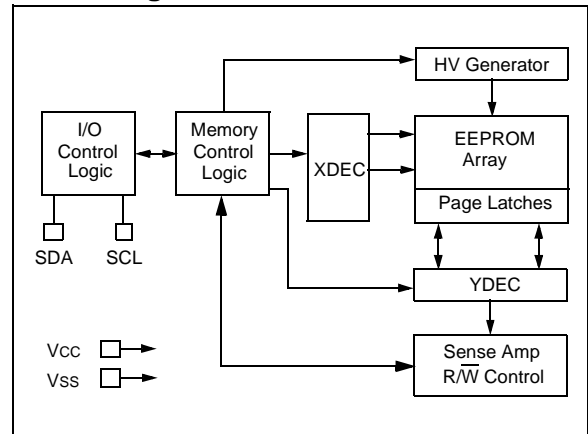 HV Generator
I/O
Control
Logic
Memory
Control
Logic
XDEC
EEPROM
Array
Page Latches
SDA
SCL
YDEC
VCC
VSS
Sense Amp
R/W̅ Control